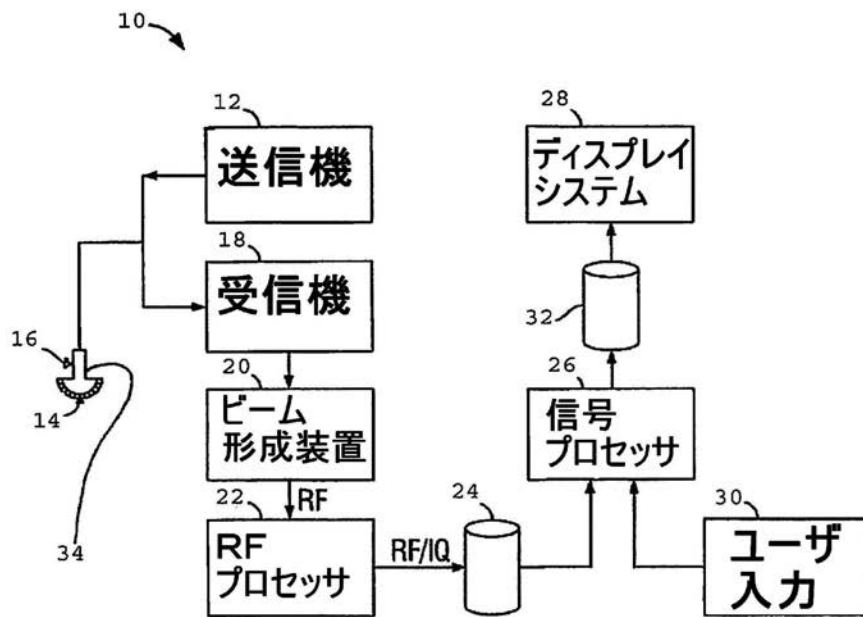 10
12
送信機
18
受信機
16
14
34
20
ビーム
形成装置
RF
22
RF
プロセッサ
RF/IQ
24
28
ディスプレイ
システム
32
26
信号
プロセッサ
30
ユーザ
入力